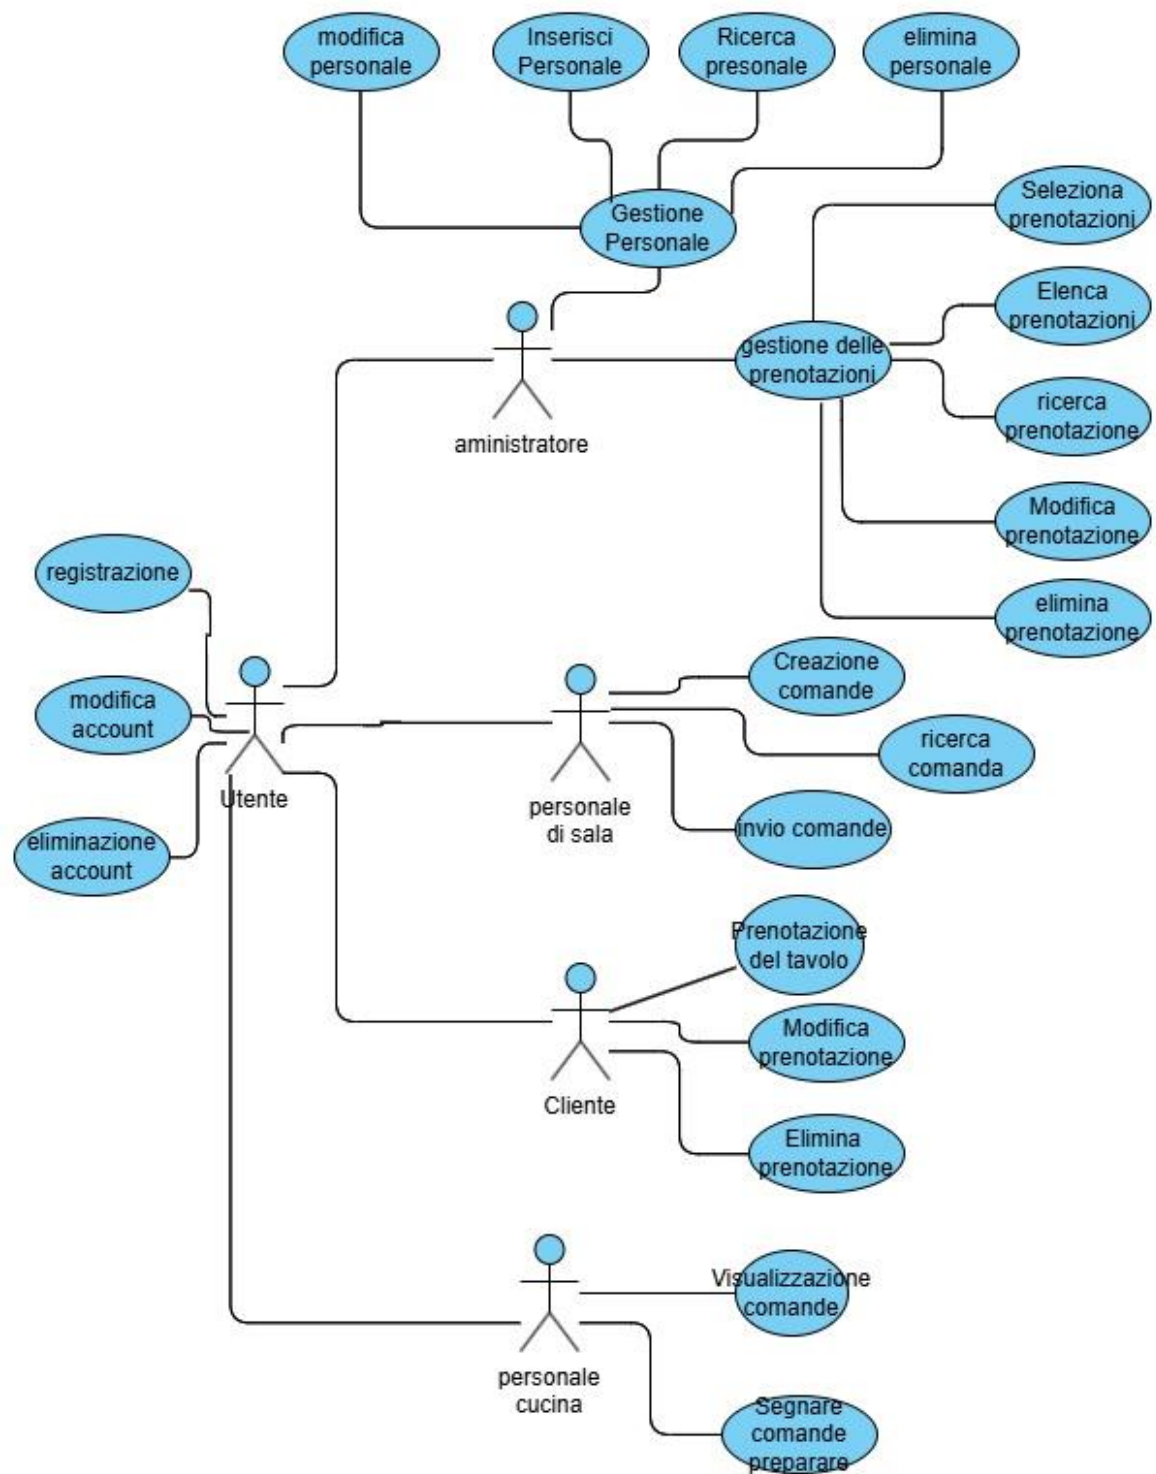 modifica
personale
Inserisci
Personale
Ricerca
presonale
elimina
personale
Gestione
Personale
Seleziona
prenotazioni
Elenca
prenotazioni
gestione delle
prenotazioni
ricerca
prenotazione
aministratore
Modifica
prenotazione
elimina
prenotazione
registrazione
Creazione
comande
modifica
account
ricerca
comanda
Utente
personale
di sala
invio comande
eliminazione
account
Prenotazione
del tavolo
Modifica
prenotazione
Cliente
Elimina
prenotazione
Visualizzazione
comande
personale
cucina
Segnare
comande
preparare